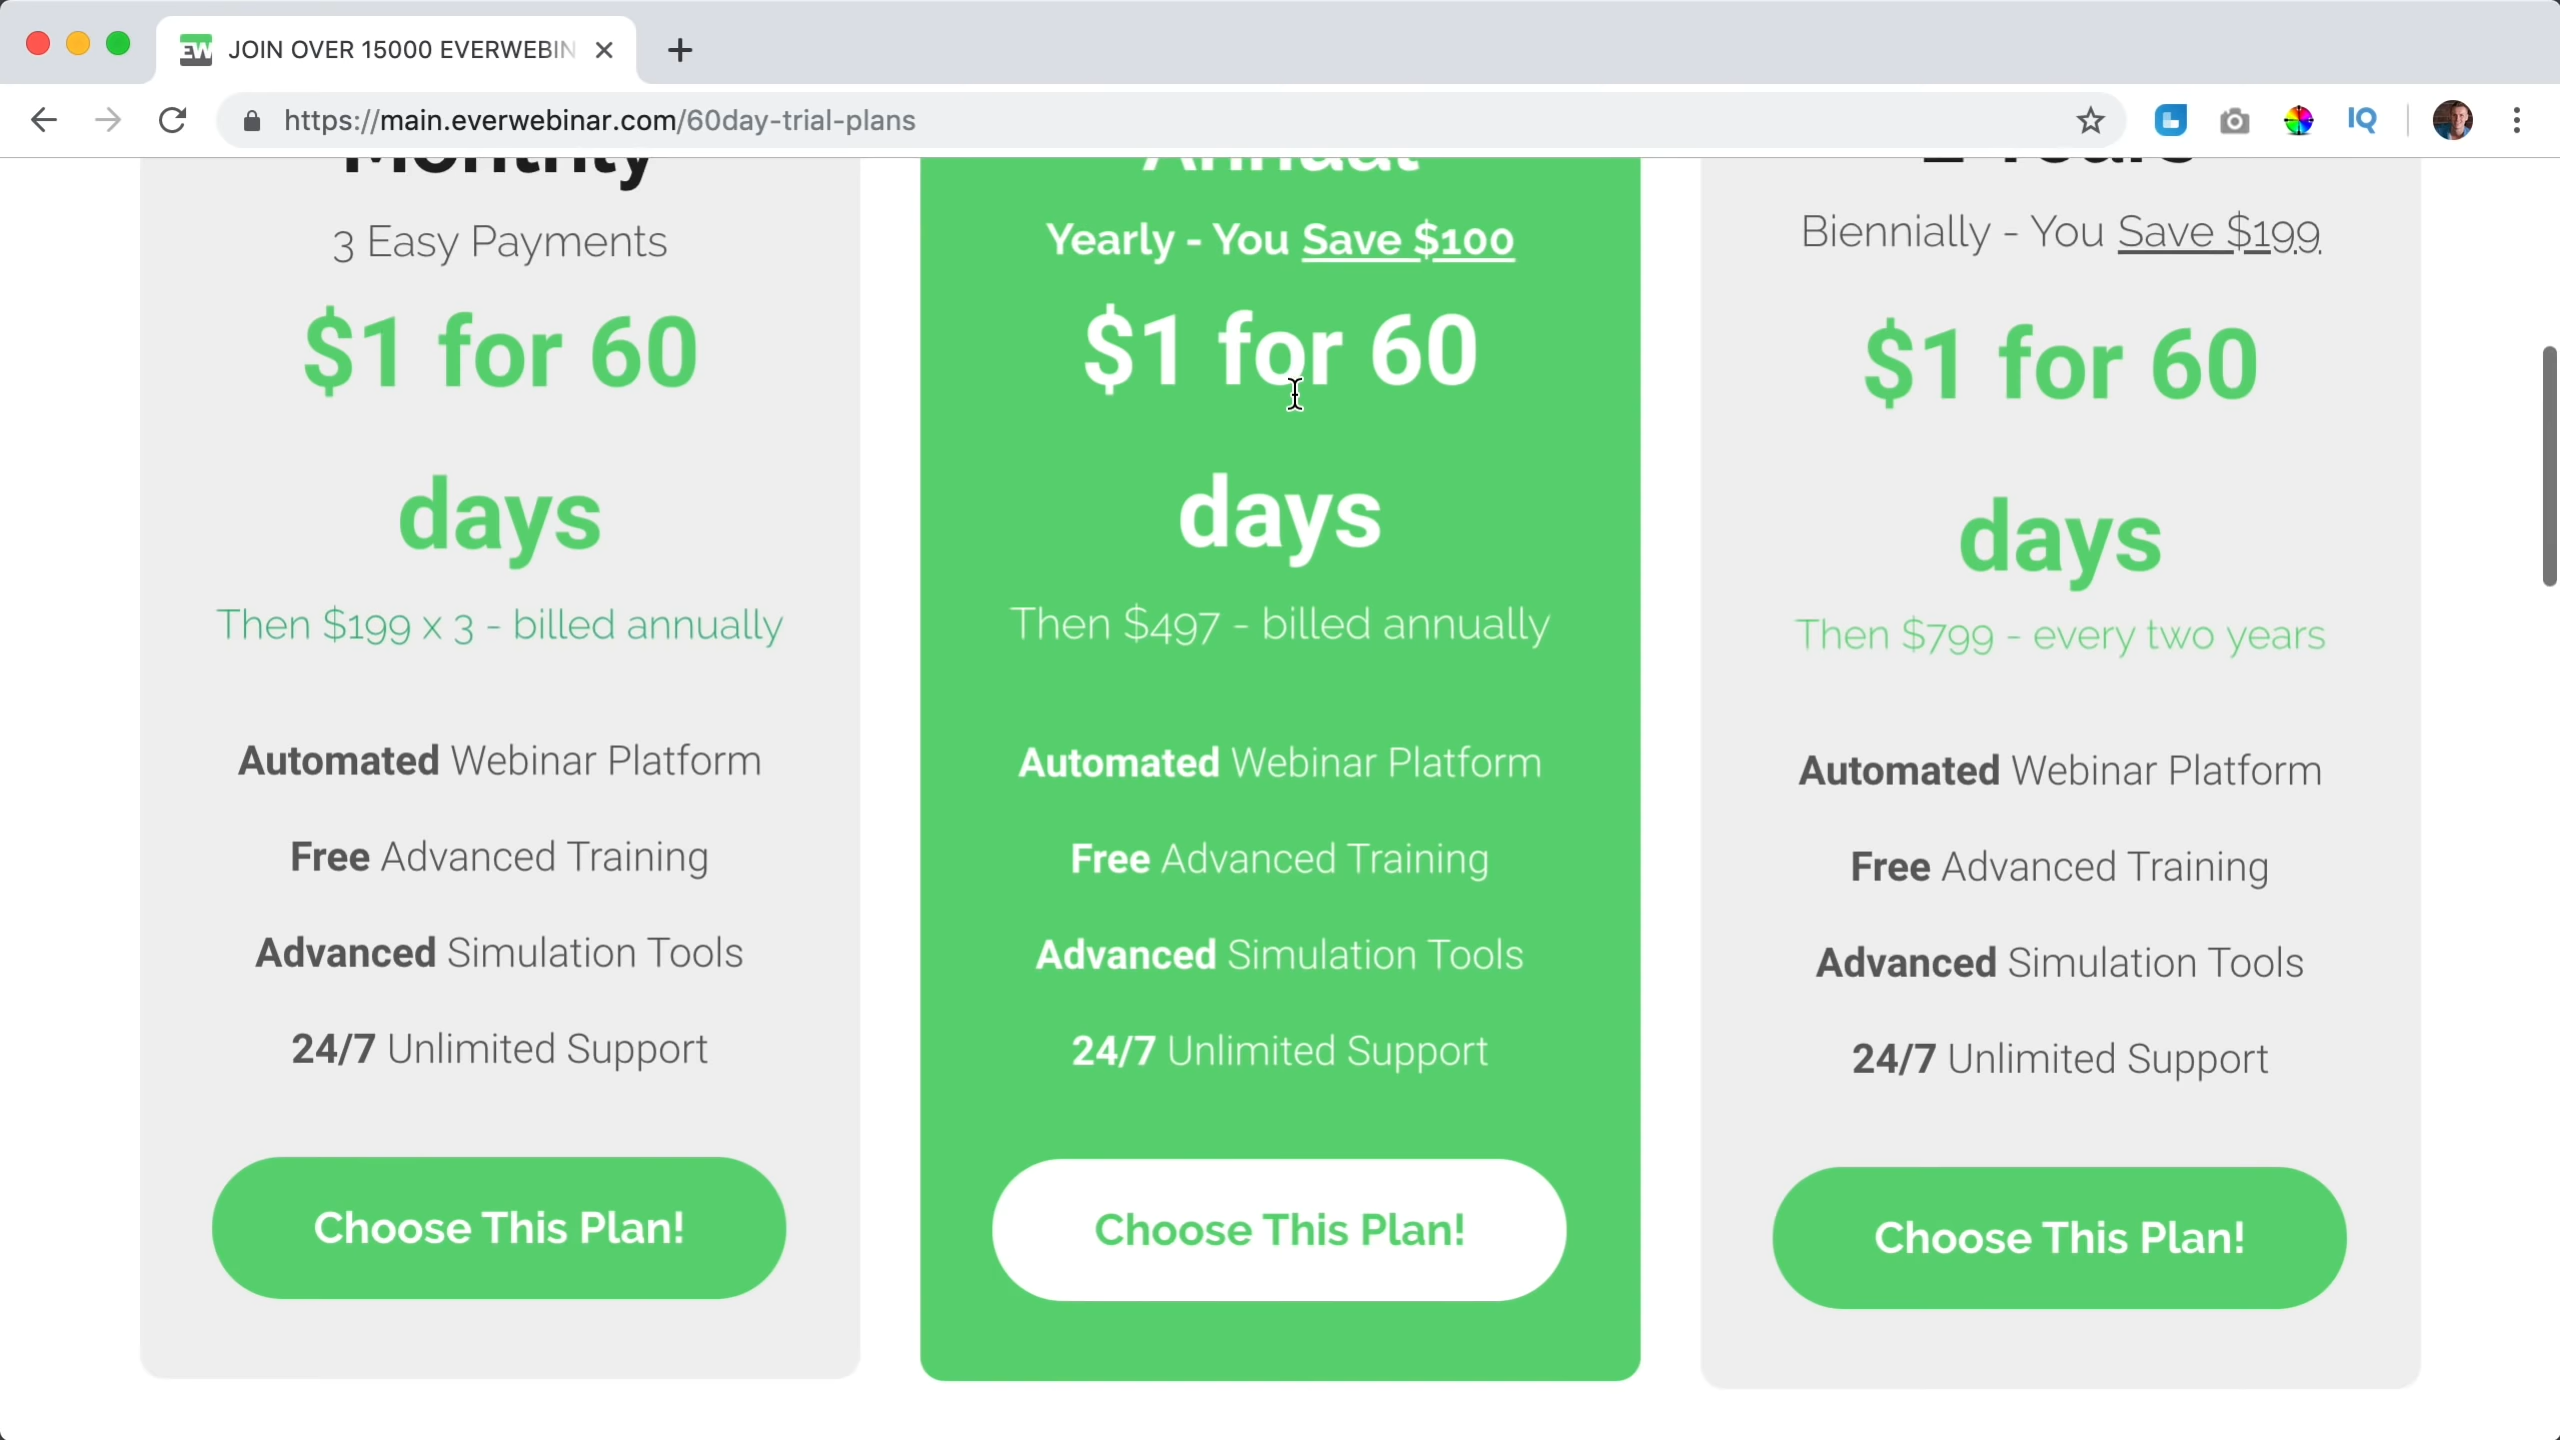 EW JOIN OVER 15000 EVERWEBIN
https://main.everwebinar.com/60day-trial-plans
IQ
Monthly
3 Easy Payments
$1 for 60
days
Then $199 x 3 - billed annually
Automated Webinar Platform
Free Advanced Training
Advanced Simulation Tools
24/7 Unlimited Support
Choose This Plan!
Annual
Yearly - You Save $100
$1 for 60
days
Then $497 - billed annually
Automated Webinar Platform
Free Advanced Training
Advanced Simulation Tools
24/7 Unlimited Support
Choose This Plan!
2 Years
Biennially - You Save $199
$1 for 60
days
Then $799 - every two years
Automated Webinar Platform
Free Advanced Training
Advanced Simulation Tools
24/7 Unlimited Support
Choose This Plan!